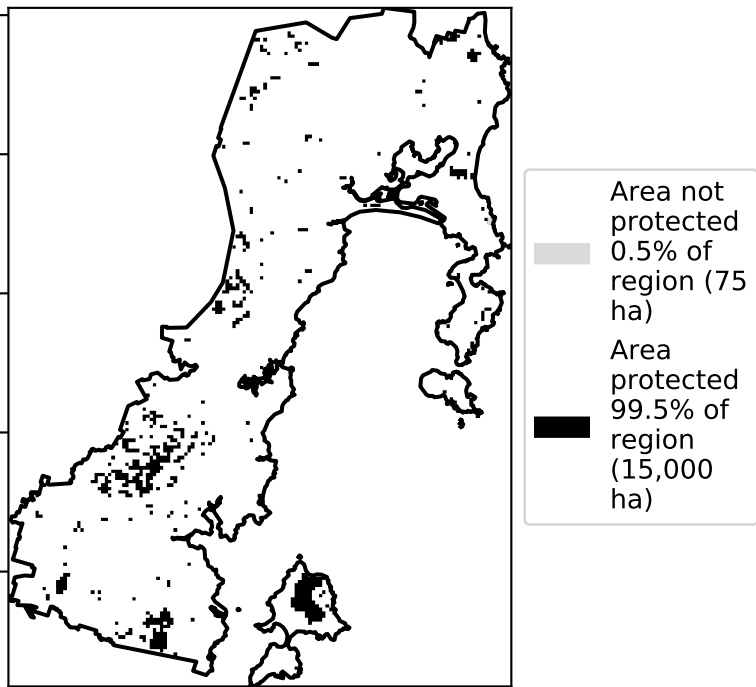 Area not
protected
0.5% of
region (75
ha)
Area
protected
99.5% of
region
(15,000
ha)